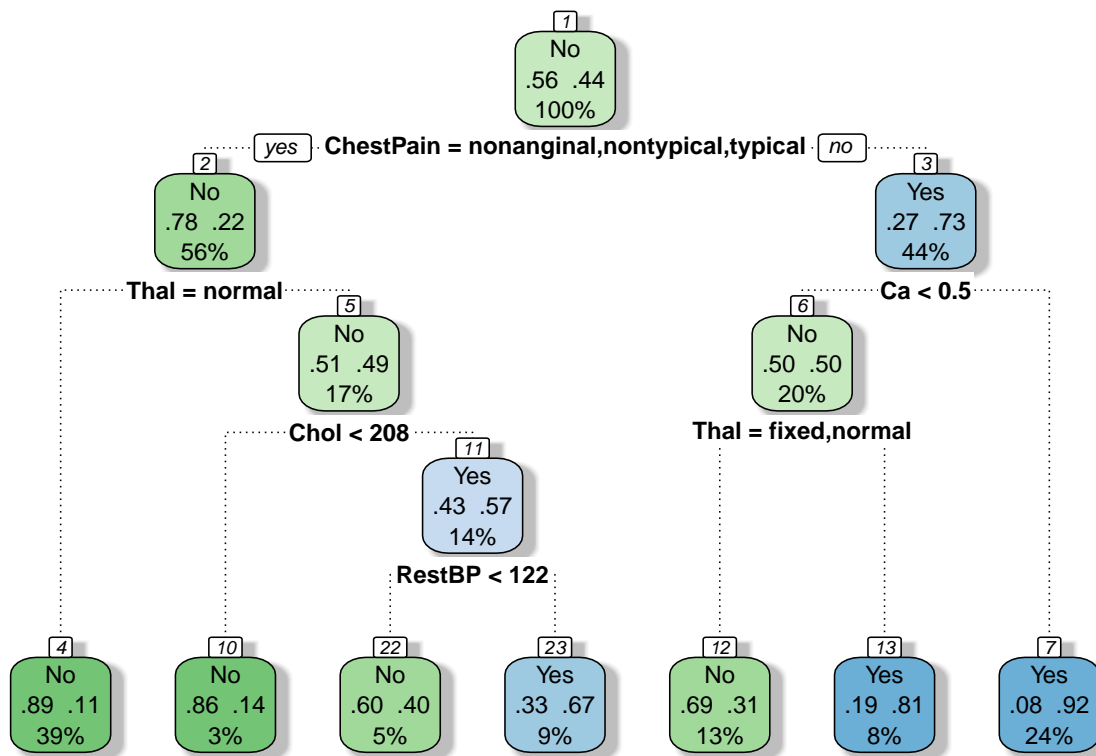 1
No
.56 .44
100%
yes ChestPain = nonanginal,nontypical,typical no
2
No
.78 .22
56%
3
Yes
.27 .73
44%
Thal = normal
Ca < 0.5
5
No
.51 .49
17%
6
No
.50 .50
20%
Chol < 208
Thal = fixed,normal
11
Yes
.43 .57
14%
RestBP < 122
4
No
.89 .11
39%
10
No
.86 .14
3%
22
No
.60 .40
5%
23
Yes
.33 .67
9%
12
No
.69 .31
13%
13
Yes
.19 .81
8%
7
Yes
.08 .92
24%